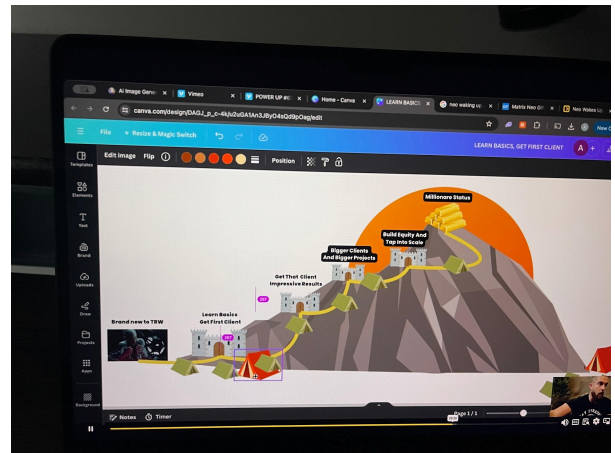 Ai Image Gener
Vimeo
POWER UP #6
Home - Canva
LEARN BASICS,
neo waking up
Matrix Neo GIF
Neo Wakes Up
canva.com/design/DAGJ_p_c-4k/u2uGA1An3JByO4sQd9pOag/edit
File
Resize & Magic Switch
LEARN BASICS, GET FIRST CLIENT
A
+
Edit image
Flip
Position
Templates
Elements
Text
Brand
Uploads
Draw
Projects
Apps
Background
Millionare Status
Build Equity And
Tap Into Scale
Bigger Clients
And Bigger Projects
Get That Client
Impressive Results
Learn Basics
Get First Client
Brand new to TRW
Notes
Timer
Page 1 / 1